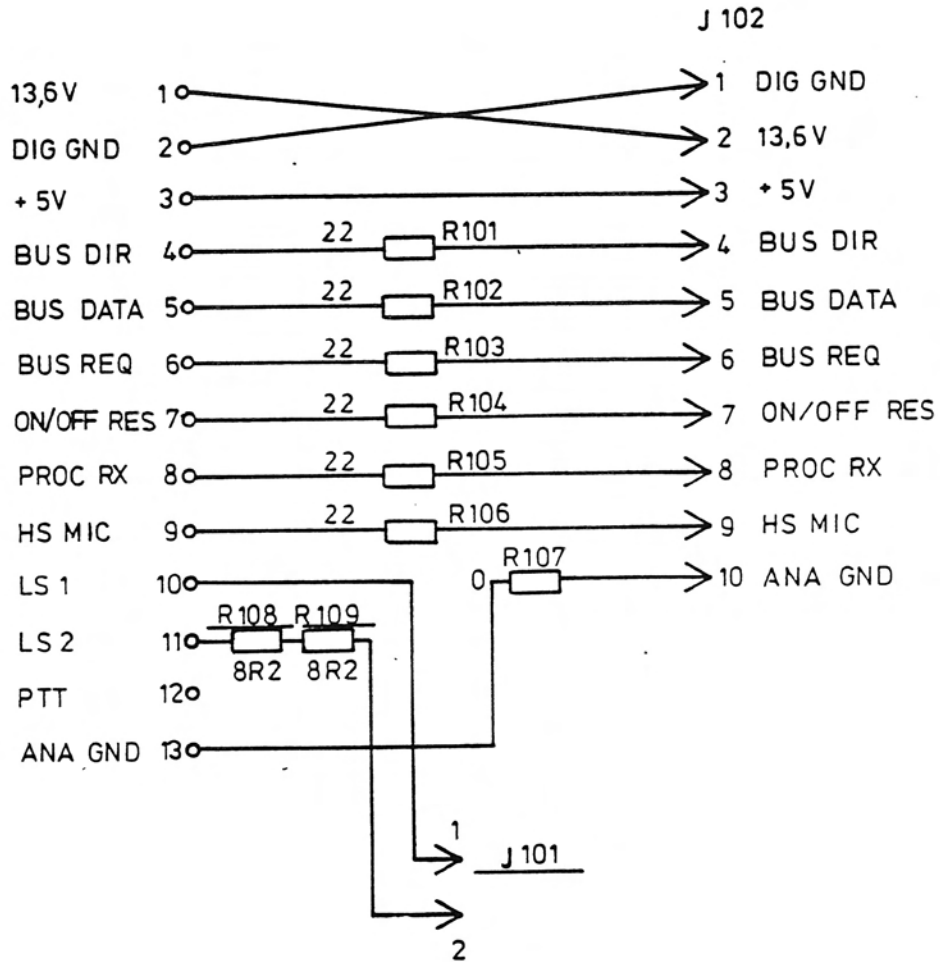 J 102
13,6V 1 1 DIG GND
DIG GND 2 2 13,6V
+ 5V 3 3 + 5V
BUS DIR 4 22 R101 4 BUS DIR
BUS DATA 5 22 R102 5 BUS DATA
BUS REQ 6 22 R103 6 BUS REQ
ON/OFF RES 7 22 R104 7 ON/OFF RES
PROC RX 8 22 R105 8 PROC RX
HS MIC 9 22 R106 9 HS MIC
LS 1 10 0 R107 10 ANA GND
LS 2 11 R108 R109
8R2 8R2
PTT 12
ANA GND 13
1
J 101
2